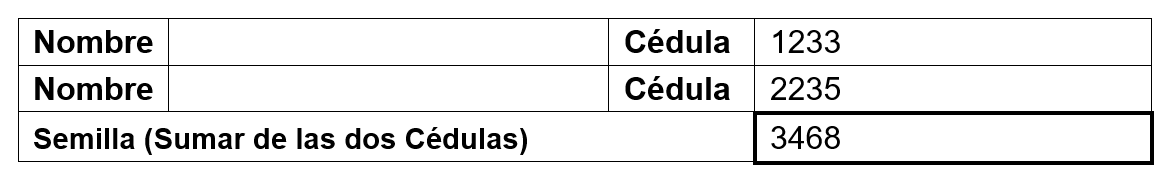 Nombre Cédula 1233
Nombre Cédula 2235
Semilla (Sumar de las dos Cédulas) 3468